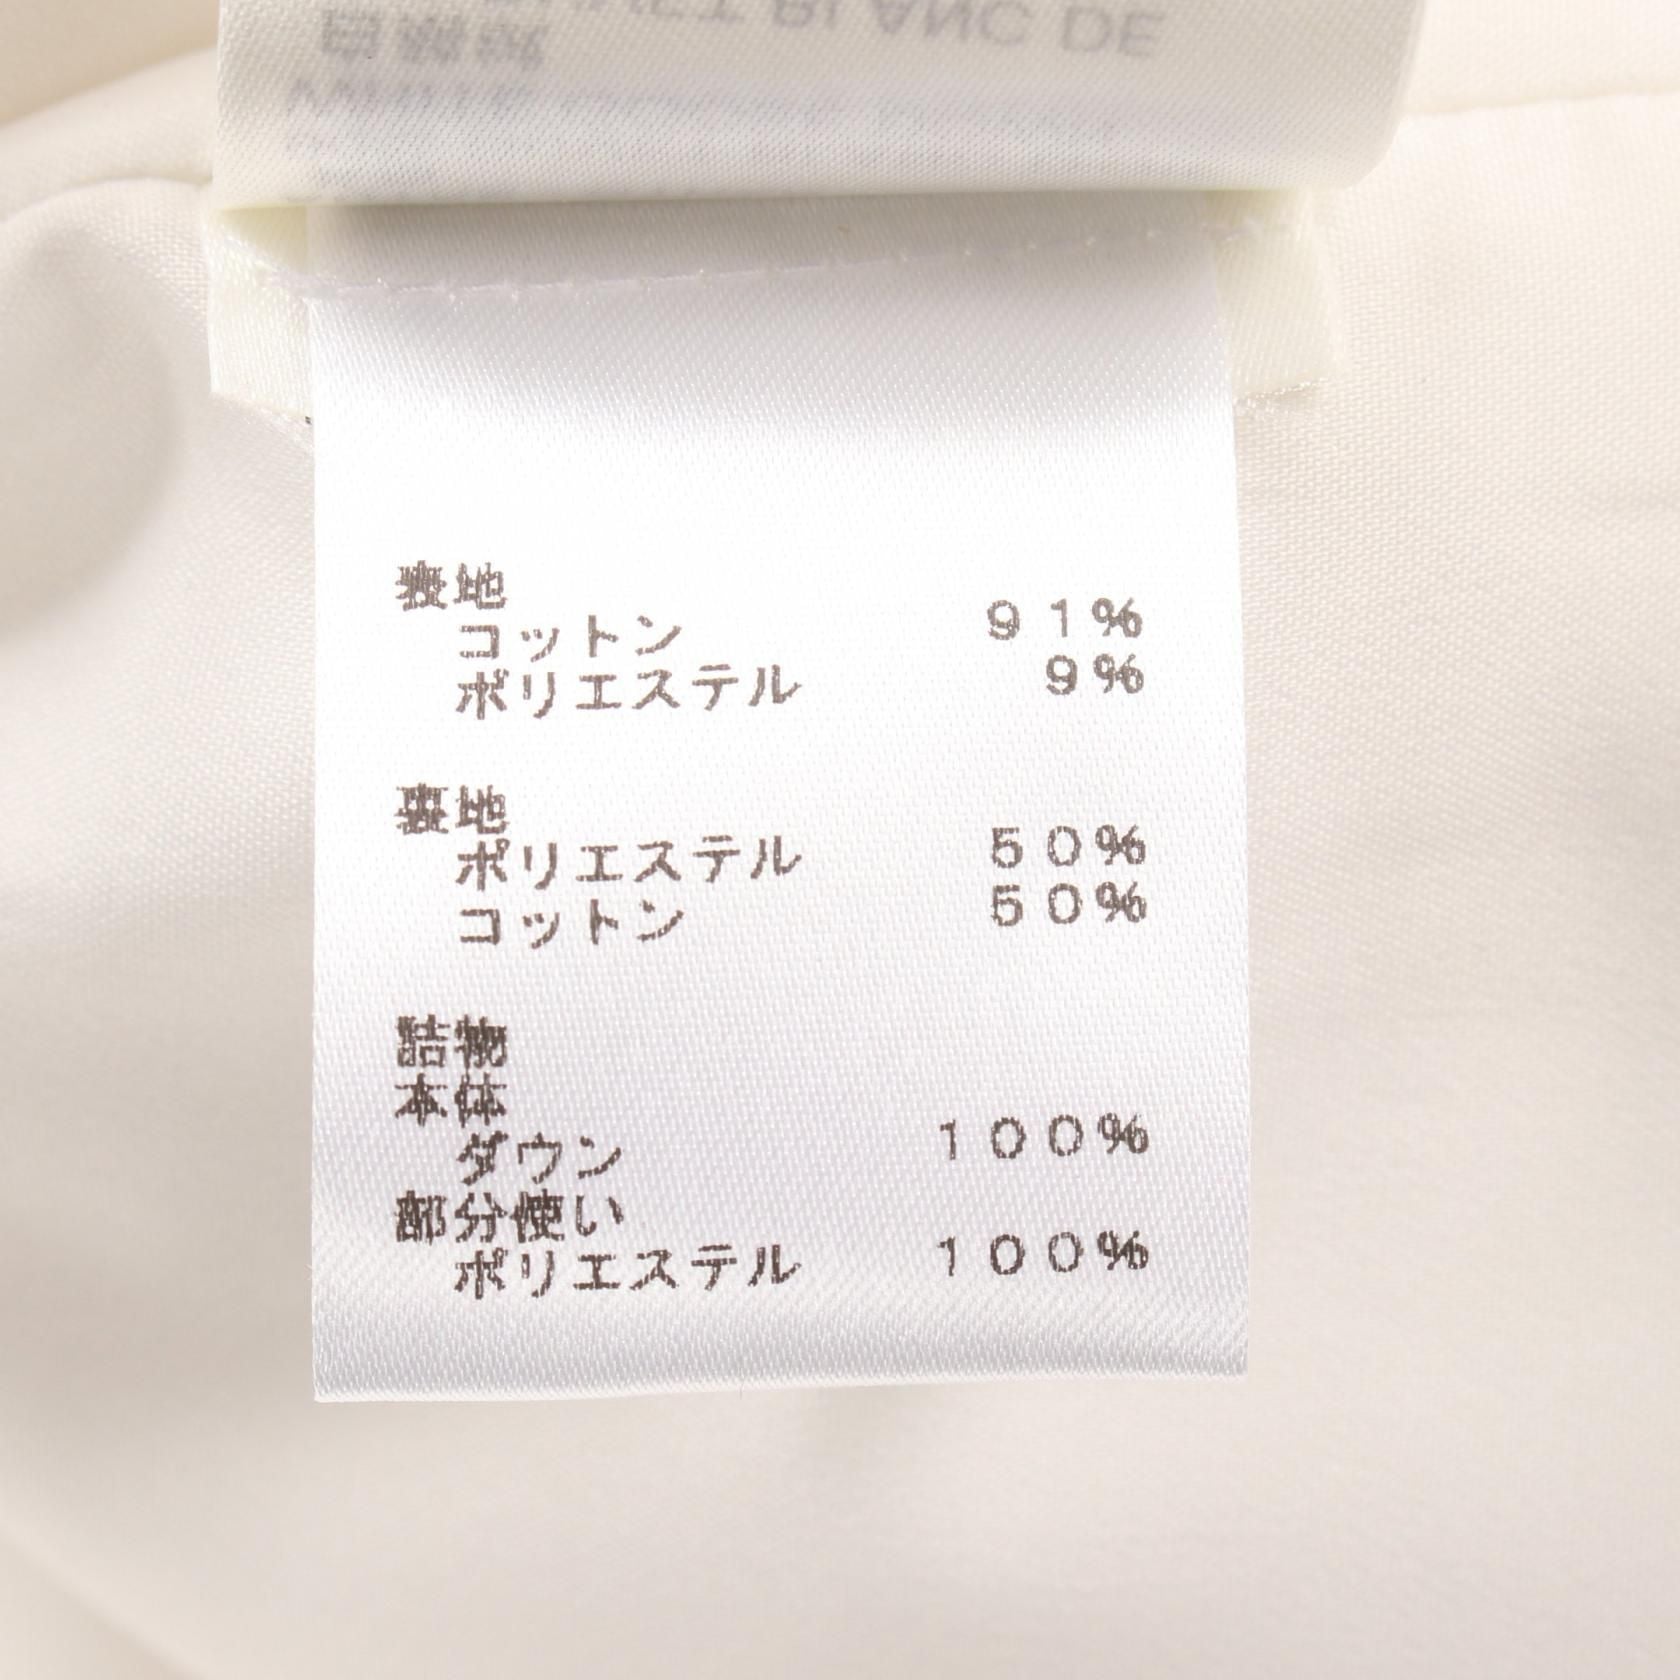 BLANC DE
表地
コットン 91%
ポリエステル 9%
裏地
ポリエステル 50%
コットン 50%
詰物
本体
ダウン 100%
部分使い
ポリエステル 100%